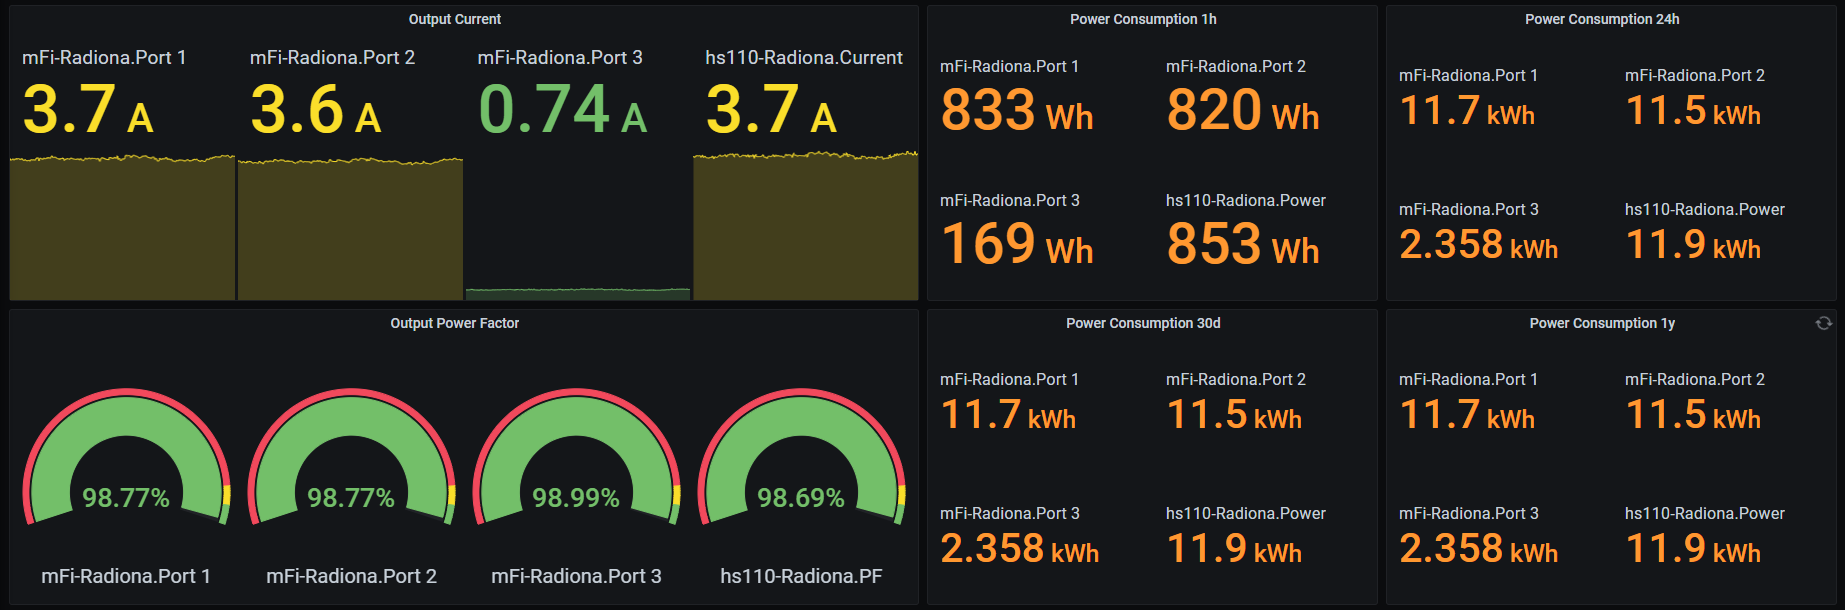 Output Current
mFi-Radiona.Port 1
3.7 A
mFi-Radiona.Port 2
3.6 A
mFi-Radiona.Port 3
0.74 A
hs110-Radiona.Current
3.7 A
Power Consumption 1h
mFi-Radiona.Port 1
833 Wh
mFi-Radiona.Port 2
820 Wh
mFi-Radiona.Port 3
169 Wh
hs110-Radiona.Power
853 Wh
Power Consumption 24h
mFi-Radiona.Port 1
11.7 kWh
mFi-Radiona.Port 2
11.5 kWh
mFi-Radiona.Port 3
2.358 kWh
hs110-Radiona.Power
11.9 kWh
Output Power Factor
98.77%
mFi-Radiona.Port 1
98.77%
mFi-Radiona.Port 2
98.99%
mFi-Radiona.Port 3
98.69%
hs110-Radiona.PF
Power Consumption 30d
mFi-Radiona.Port 1
11.7 kWh
mFi-Radiona.Port 2
11.5 kWh
mFi-Radiona.Port 3
2.358 kWh
hs110-Radiona.Power
11.9 kWh
Power Consumption 1y
mFi-Radiona.Port 1
11.7 kWh
mFi-Radiona.Port 2
11.5 kWh
mFi-Radiona.Port 3
2.358 kWh
hs110-Radiona.Power
11.9 kWh